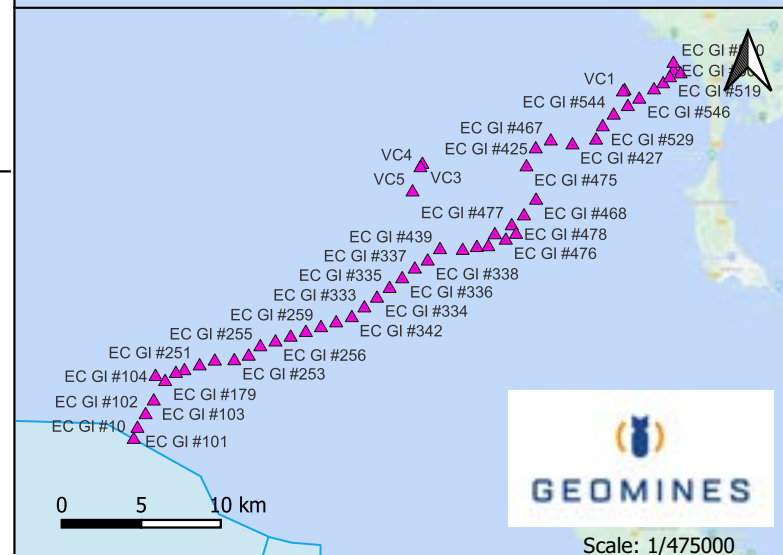 EC GI #
VC1
EC GI #519
EC GI #544
EC GI #546
EC GI #467
EC GI #529
EC GI #425
EC GI #427
VC4
VC3
EC GI #475
VC5
EC GI #477
EC GI #468
EC GI #439
EC GI #478
EC GI #476
EC GI #337
EC GI #338
EC GI #335
EC GI #336
EC GI #333
EC GI #334
EC GI #259
EC GI #342
EC GI #255
EC GI #256
EC GI #251
EC GI #253
EC GI #104
EC GI #179
EC GI #102
EC GI #103
EC GI #10
EC GI #101
0 5 10 km
GEOMINES
Scale: 1/475000